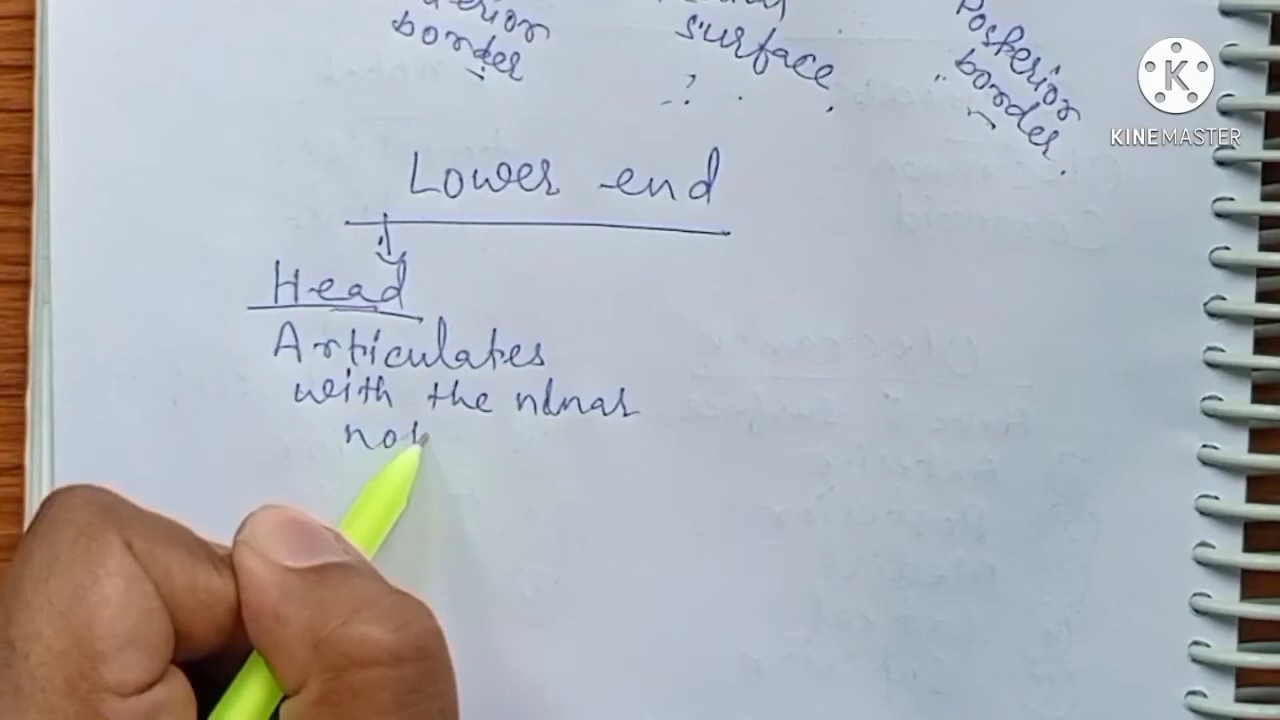 border
surface
Posterior
border
Lower end
Head
Articulates
with the ulnar
K
KINEMASTER